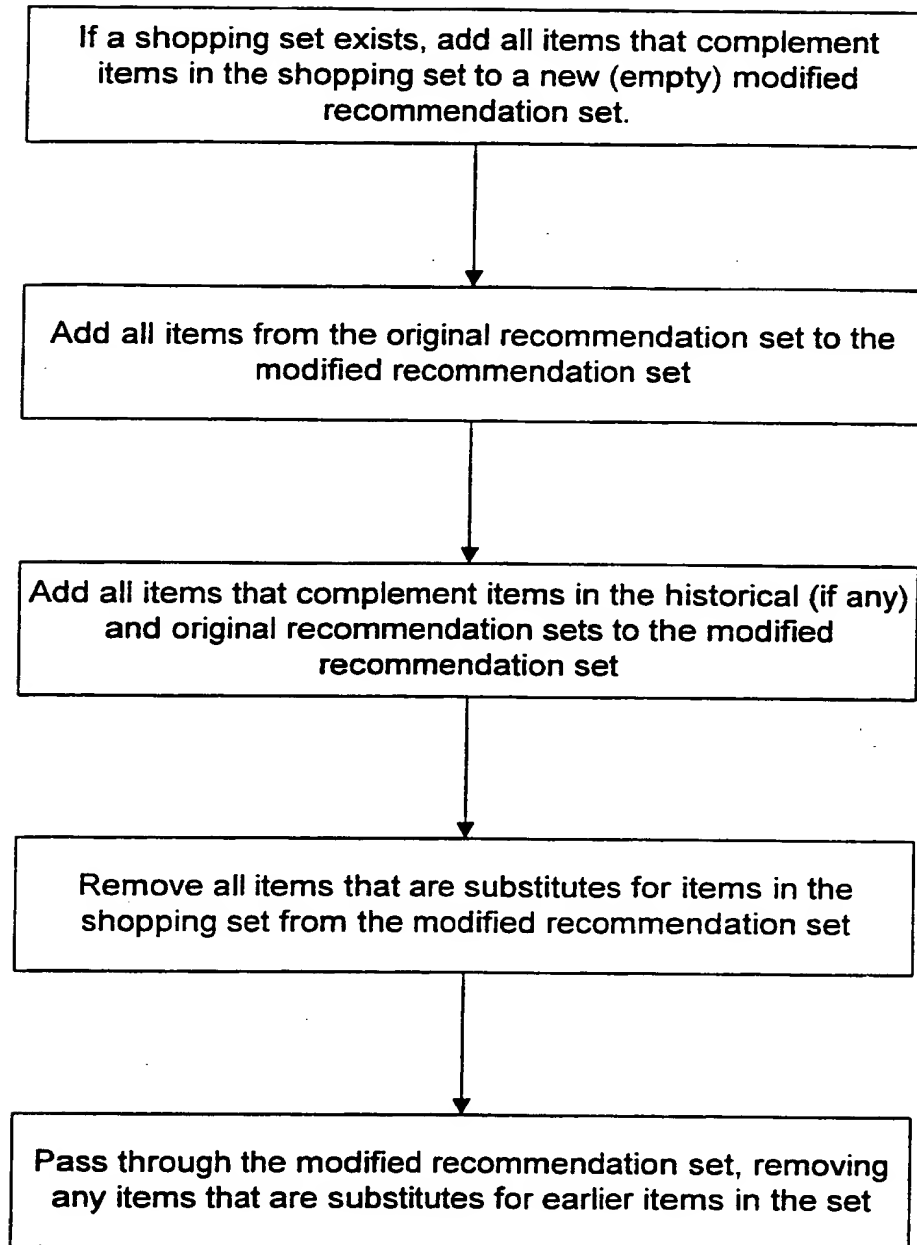 If a shopping set exists, add all items that complement
items in the shopping set to a new (empty) modified
recommendation set.
Add all items from the original recommendation set to the
modified recommendation set
Add all items that complement items in the historical (if any)
and original recommendation sets to the modified
recommendation set
Remove all items that are substitutes for items in the
shopping set from the modified recommendation set
Pass through the modified recommendation set, removing
any items that are substitutes for earlier items in the set